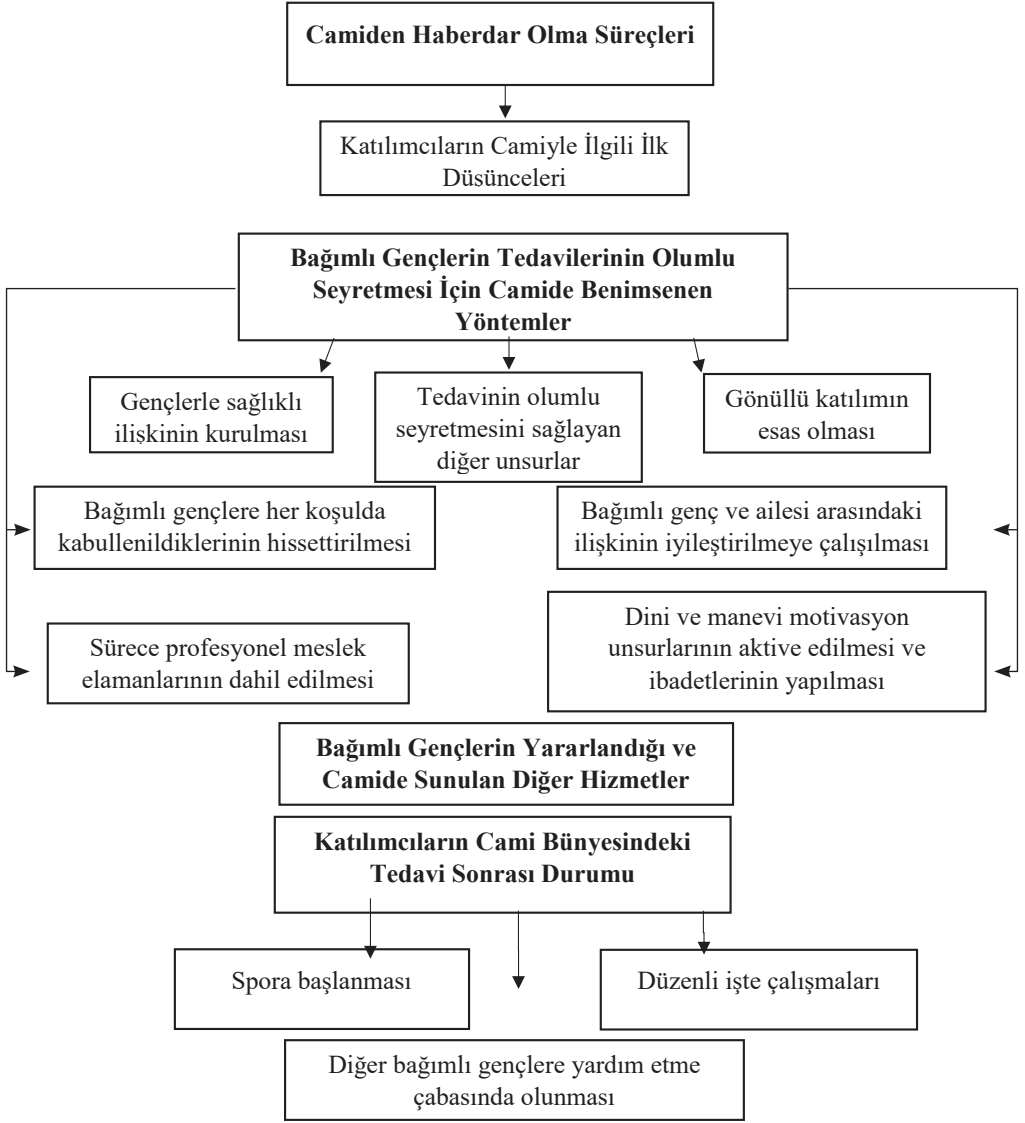 Camiden Haberdar Olma Süreçleri
Katılımcıların Camiyle İlgili İlk
Düsünceleri
Bağımlı Gençlerin Tedavilerinin Olumlu
Seyretmesi İçin Camide Benimsenen
Yöntemler
Gençlerle sağlıklı
ilişkinin kurulması
Tedavinin olumlu
seyretmesini sağlayan
diğer unsurlar
Gönüllü katılımın
esas olması
Bağımlı gençlere her koşulda
kabullenildiklerinin hissettirilmesi
Bağımlı genç ve ailesi arasındaki
ilişkinin iyileştirilmeye çalışılması
Sürece profesyonel meslek
elamanlarının dahil edilmesi
Dini ve manevi motivasyon
unsurlarının aktive edilmesi ve
ibadetlerinin yapılması
Bağımlı Gençlerin Yararlandığı ve
Camide Sunulan Diğer Hizmetler
Katılımcıların Cami Bünyesindeki
Tedavi Sonrası Durumu
Spora başlanması
Düzenli işte çalışmaları
Diğer bağımlı gençlere yardım etme
çabasında olunması